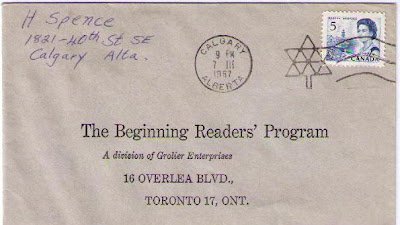 H Spence
1821-40th St SE
Calgary Alta.
CALGARY
9 PM
7 III
1967
ALBERTA
5
CANADA
The Beginning Readers' Program
A division of Grolier Enterprises
16 OVERLEA BLVD.,
TORONTO 17, ONT.